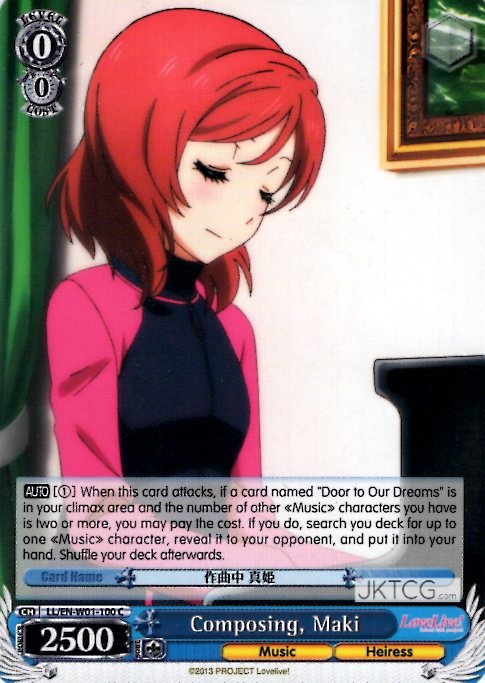 LEVEL
0
0
COST
AUTO [①] When this card attacks, if a card named "Door to Our Dreams" is
in your climax area and the number of other «Music» characters you have
is two or more, you may pay the cost. If you do, search you deck for up to
one «Music» character, reveal it to your opponent, and put it into your
hand. Shuffle your deck afterwards.
Card Name
作曲中 真姫
JKTCG.com
CH LL/EN-W01-100 C
2500
Composing, Maki
LoveLive!
Music
Heiress
©2013 PROJECT Lovelive!